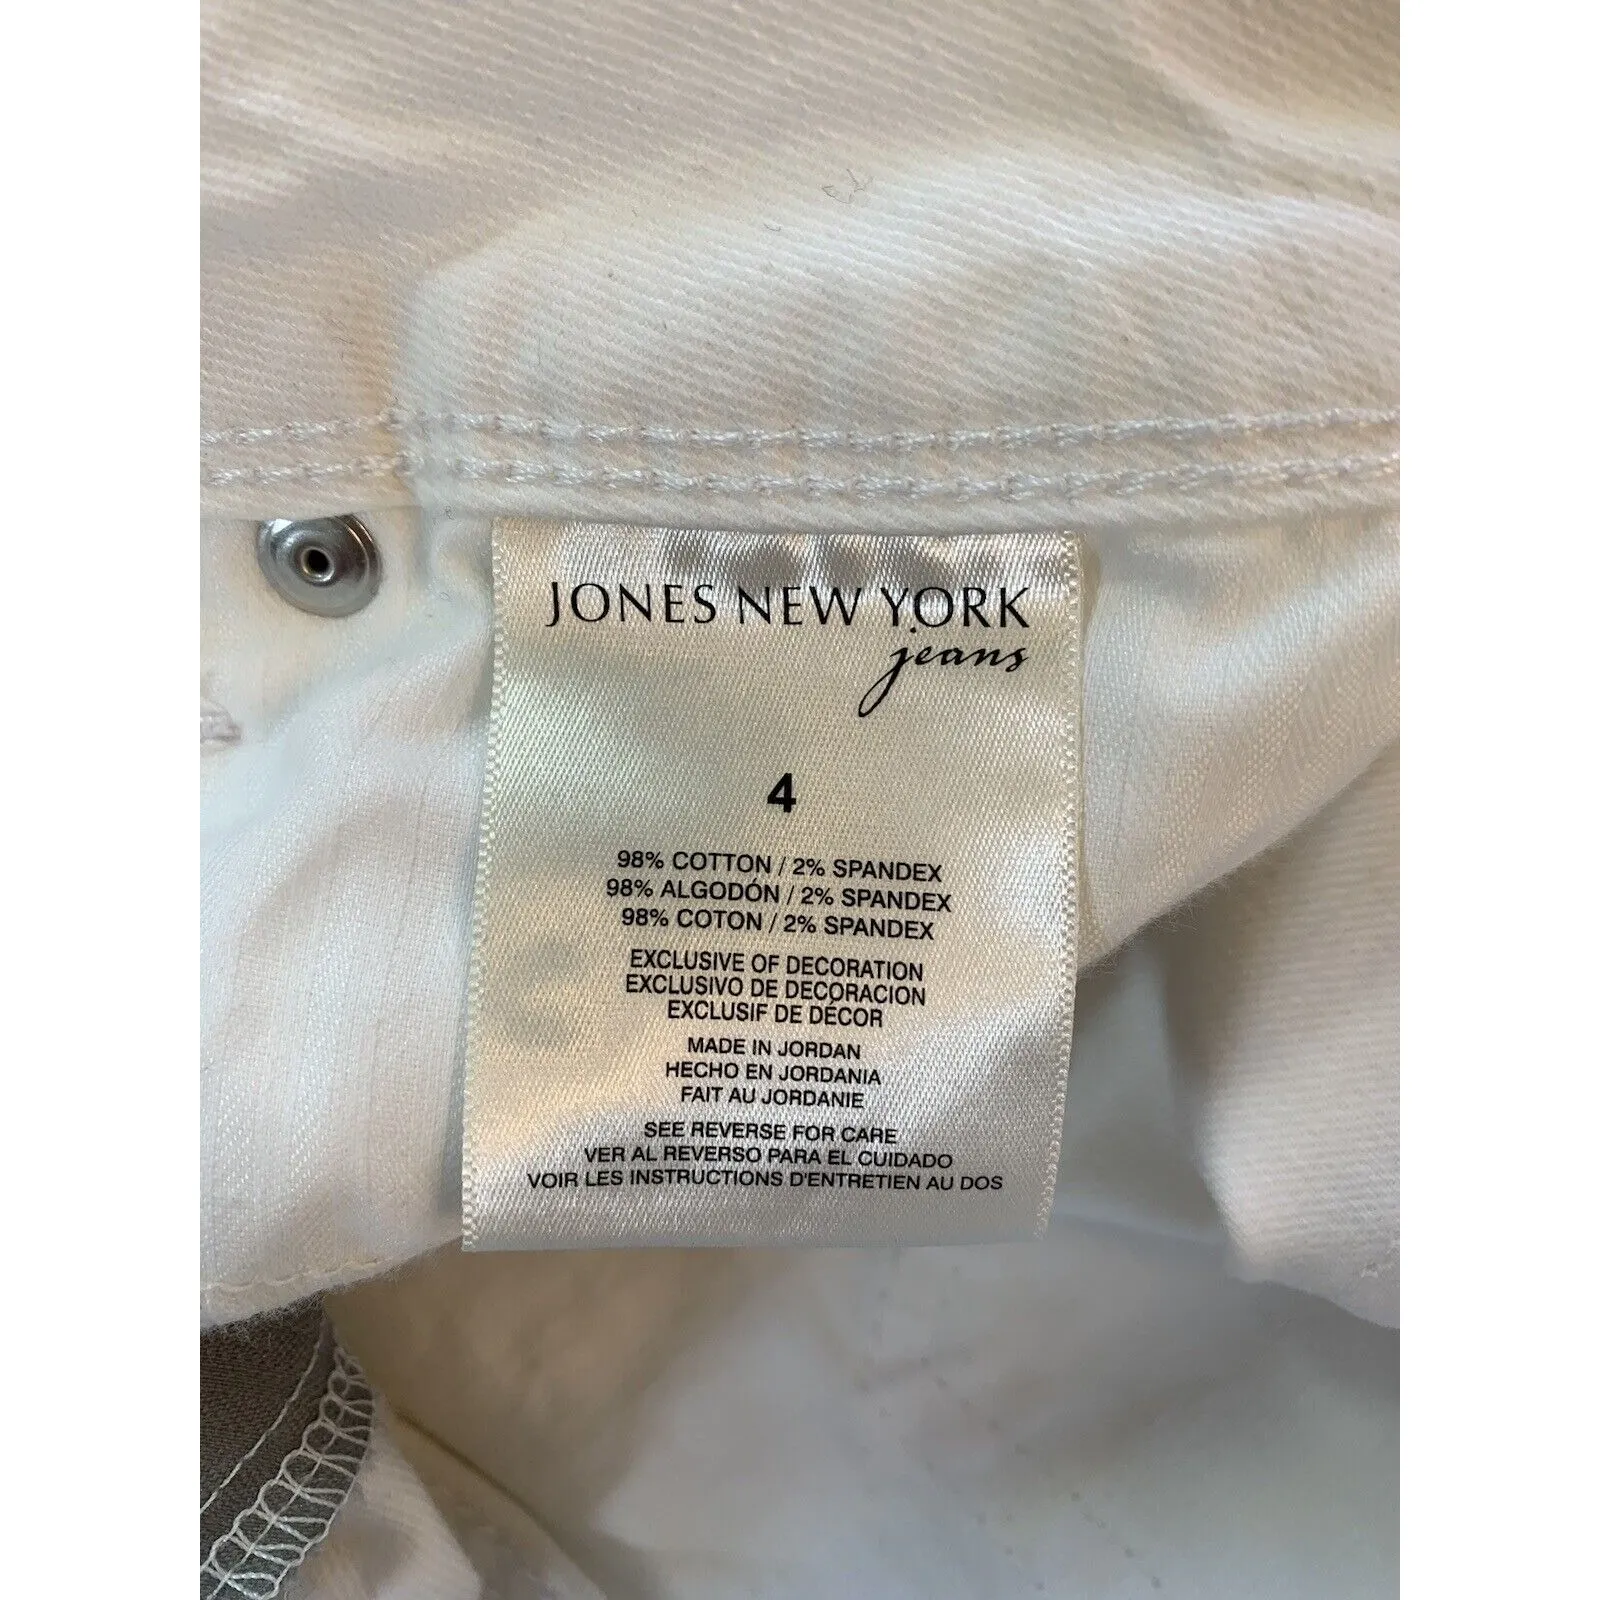 JONES NEW YORK
jeans
4
98% COTTON / 2% SPANDEX
98% ALGODÓN / 2% SPANDEX
98% COTON / 2% SPANDEX
EXCLUSIVE OF DECORATION
EXCLUSIVO DE DECORACION
EXCLUSIF DE DÉCOR
MADE IN JORDAN
HECHO EN JORDANIA
FAIT AU JORDANIE
SEE REVERSE FOR CARE
VER AL REVERSO PARA EL CUIDADO
VOIR LES INSTRUCTIONS D'ENTRETIEN AU DOS